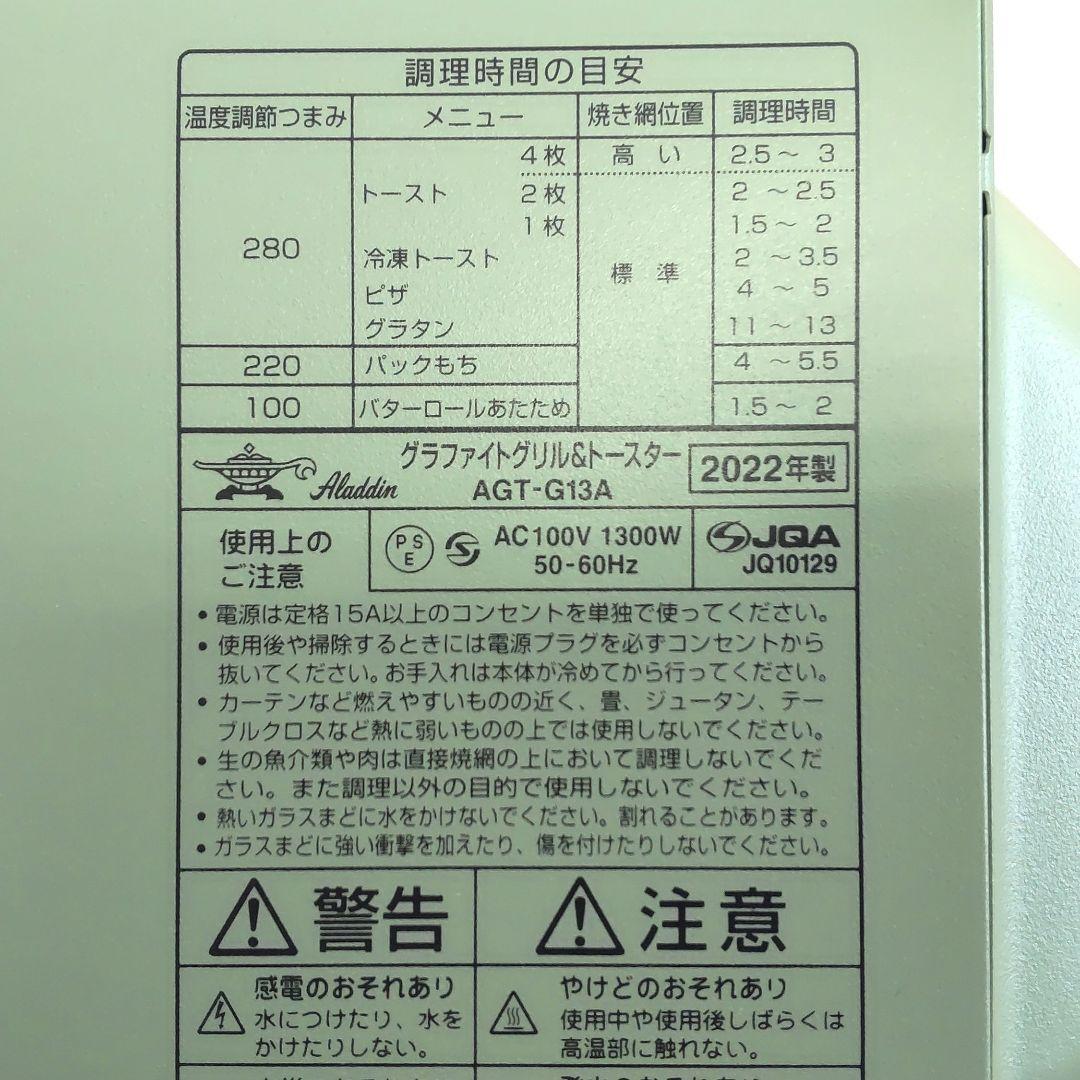 調理時間の目安
温度調節つまみ メニュー 焼き網位置 調理時間
4枚 高い 2.5～3
トースト 2枚 2～2.5
1枚 1.5～2
280 冷凍トースト 標準 2～3.5
ピザ 4～5
グラタン 11～13
220 パックもち 4～5.5
100 バターロールあたため 1.5～2
Aladdin グラファイトグリル&トースター
AGT-G13A 2022年製
使用上の
ご注意
PSE AC100V 1300W
50-60Hz
JQA
JQ10129
・電源は定格15A以上のコンセントを単独で使ってください。
・使用後や掃除するときには電源プラグを必ずコンセントから
抜いてください。お手入れは本体が冷めてから行ってください。
・カーテンなど燃えやすいものの近く、畳、ジュータン、テー
ブルクロスなど熱に弱いものの上では使用しないでください。
・生の魚介類や肉は直接焼網の上において調理しないでくだ
さい。また調理以外の目的で使用しないでください。
・熱いガラスまどに水をかけないでください。割れることがあります。
・ガラスまどに強い衝撃を加えたり、傷を付けたりしないでください。
警告
感電のおそれあり
水につけたり、水を
かけたりしない。
注意
やけどのおそれあり
使用中や使用後しばらくは
高温部に触れない。